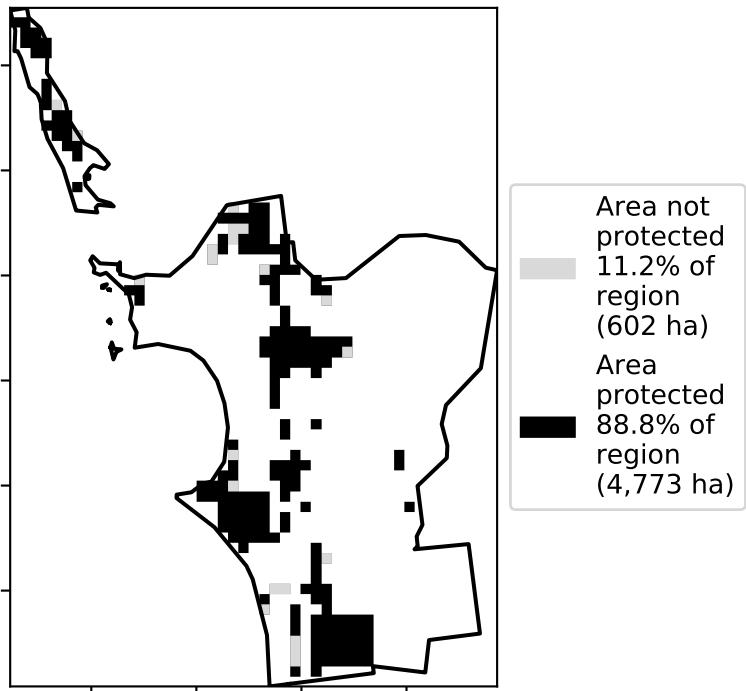 Area not
protected
11.2% of
region
(602 ha)
Area
protected
88.8% of
region
(4,773 ha)